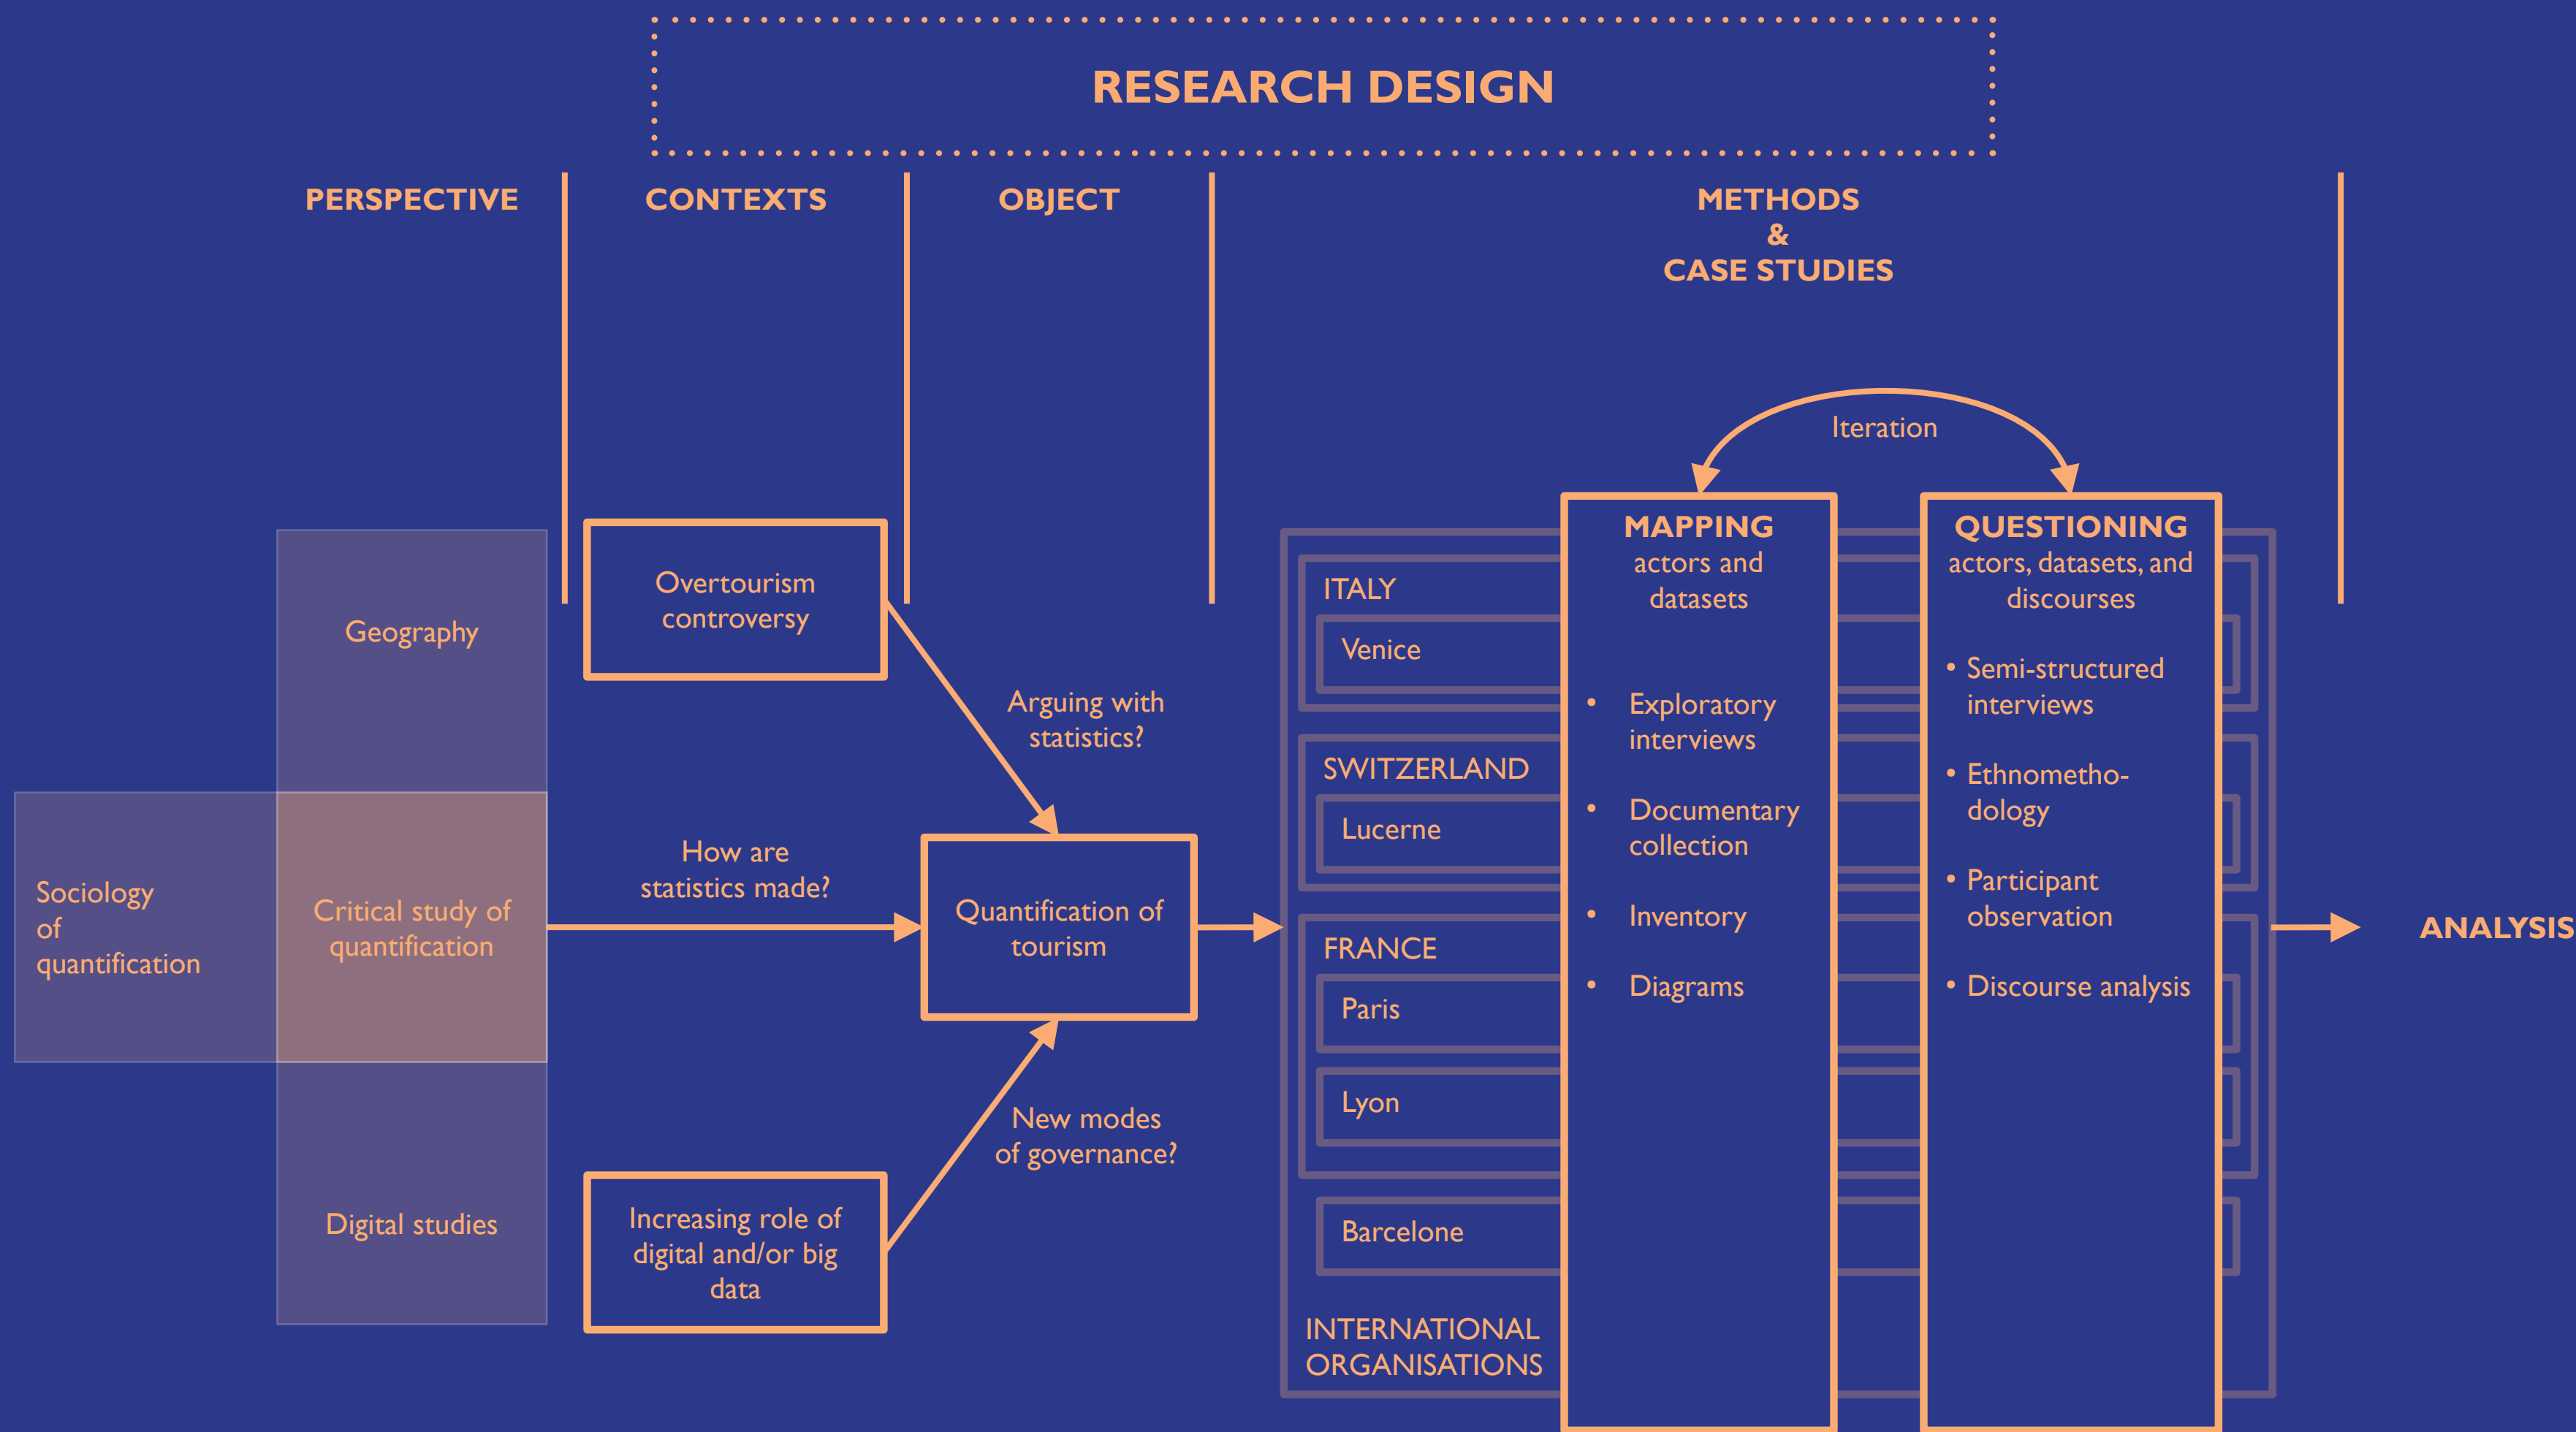 RESEARCH DESIGN
PERSPECTIVE
CONTEXTS
OBJECT
METHODS
&
CASE STUDIES
Geography
Sociology
of
quantification
Critical study of
quantification
Digital studies
Overtourism
controversy
How are
statistics made?
Increasing role of
digital and/or big
data
Arguing with
statistics?
Quantification of
tourism
New modes
of governance?
Iteration
ITALY
Venice
SWITZERLAND
Lucerne
FRANCE
Paris
Lyon
Barcelone
INTERNATIONAL
ORGANISATIONS
MAPPING
actors and
datasets
• Exploratory
interviews
• Documentary
collection
• Inventory
• Diagrams
QUESTIONING
actors, datasets, and
discourses
• Semi-structured
interviews
• Ethnometho-
dology
• Participant
observation
• Discourse analysis
ANALYSIS